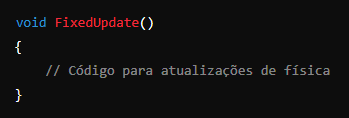 void FixedUpdate()
{
    // Código para atualizações de física
}